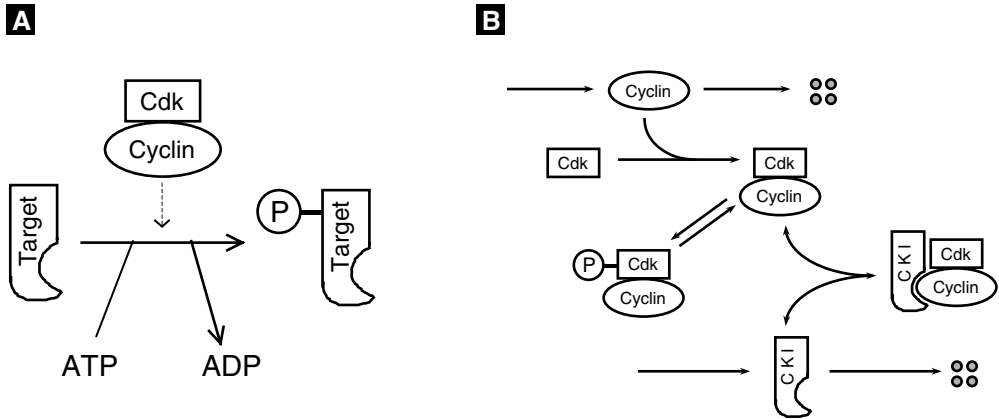 A
Cdk
Cyclin
Target
P
Target
ATP
ADP
B
Cyclin
Cdk
Cdk
Cyclin
P
Cdk
Cyclin
CKI
Cdk
Cyclin
CKI